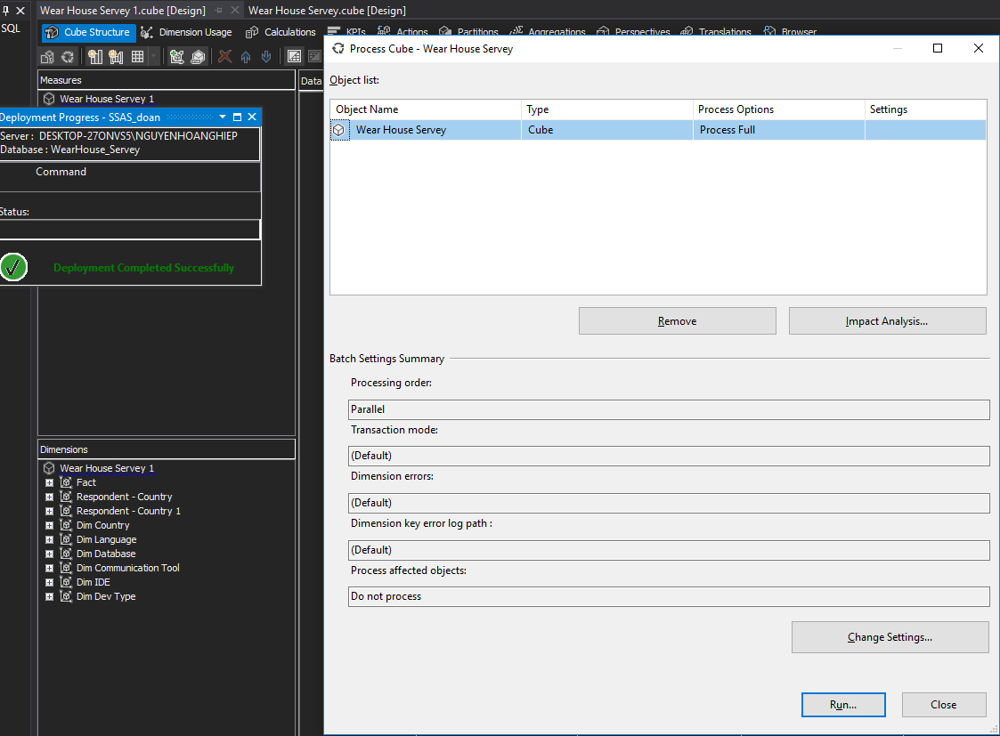 Wear House Servey 1.cube [Design]
Wear House Servey.cube [Design]
SQL
Cube Structure
Dimension Usage
Calculations
KPIs
Actions
Partitions
Aggregations
Perspectives
Translations
Browser
Measures
Data
Wear House Servey 1
Deployment Progress - SSAS_doan
Server : DESKTOP-27ONVS5\NGUYENHOANGHIEP
Database : WearHouse_Servey
Command
Status:
Deployment Completed Successfully
Dimensions
Wear House Servey 1
Fact
Respondent - Country
Respondent - Country 1
Dim Country
Dim Language
Dim Database
Dim Communication Tool
Dim IDE
Dim Dev Type
Process Cube - Wear House Servey
Object list:
Object Name Type Process Options Settings
Wear House Servey Cube Process Full
Remove
Impact Analysis...
Batch Settings Summary
Processing order:
Parallel
Transaction mode:
(Default)
Dimension errors:
(Default)
Dimension key error log path :
(Default)
Process affected objects:
Do not process
Change Settings...
Run...
Close